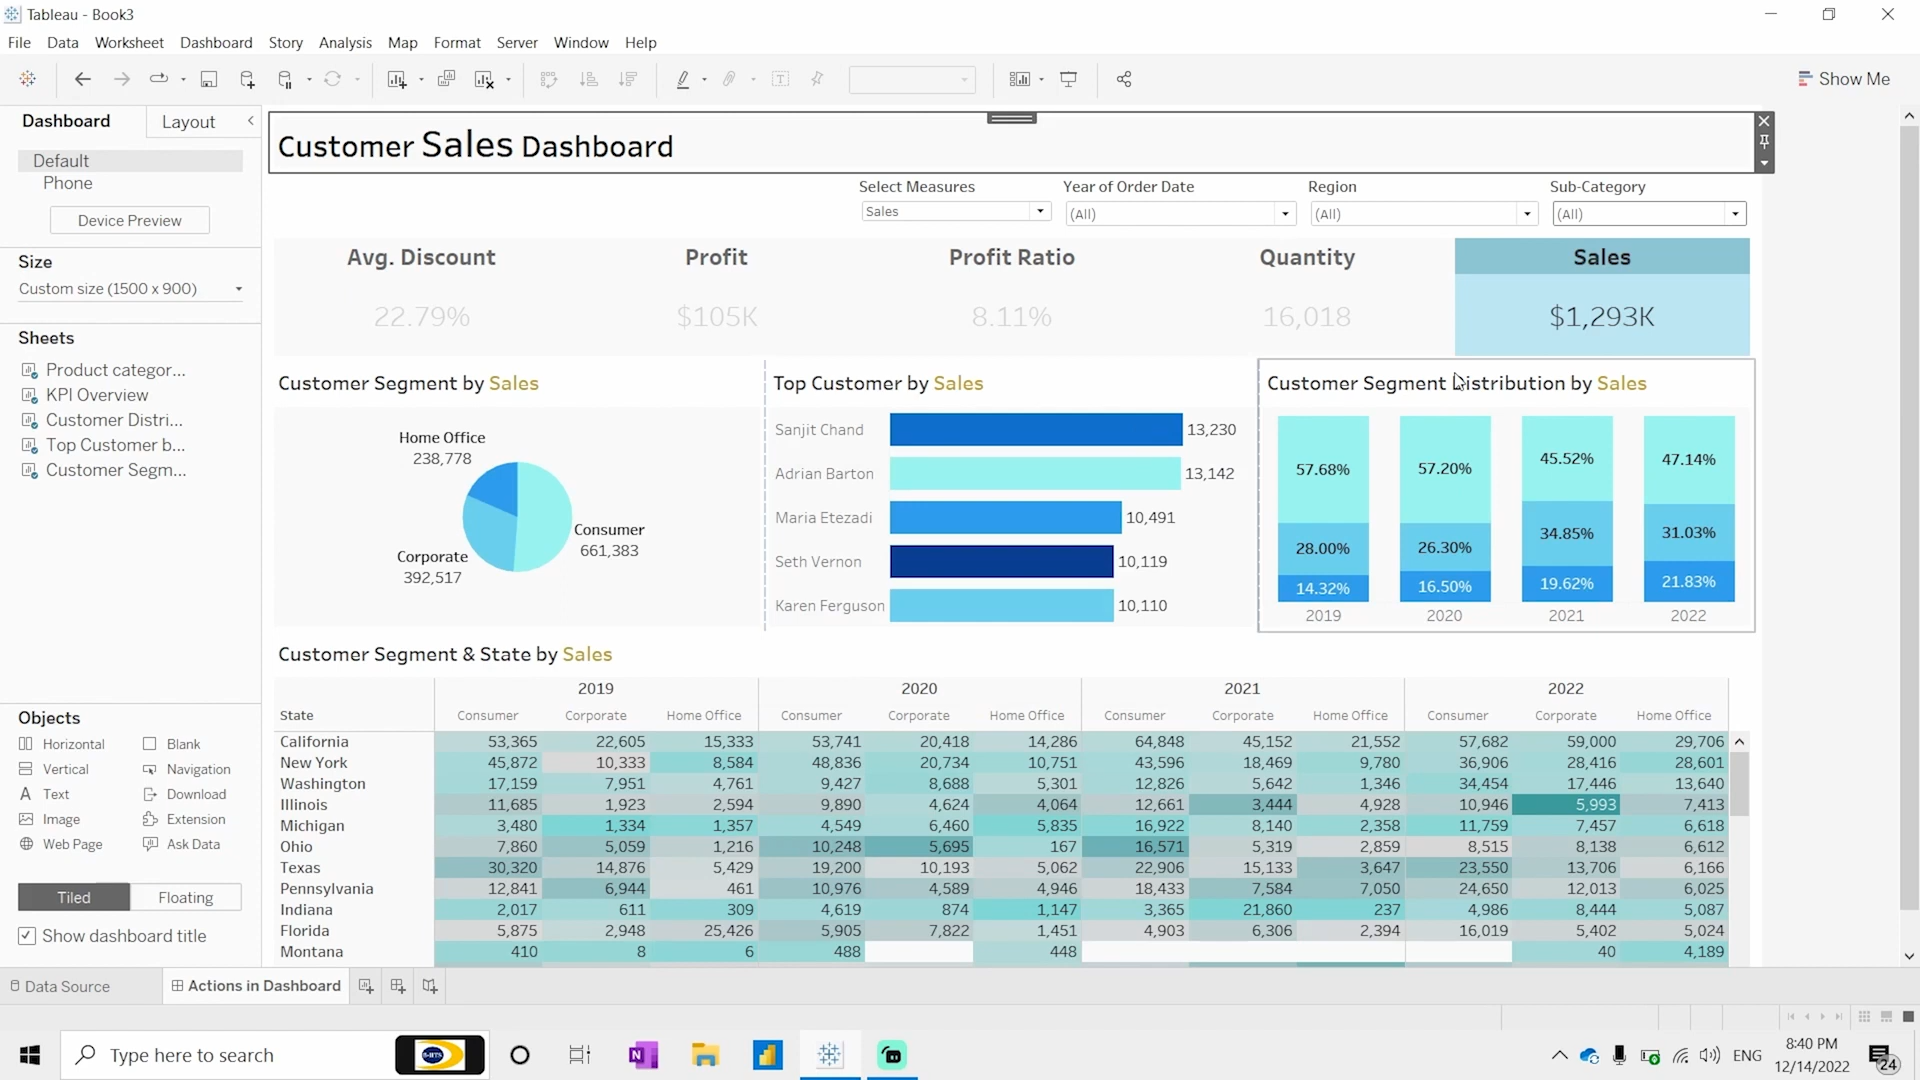 Tableau - Book3
File Data Worksheet Dashboard Story Analysis Map Format Server Window Help
Show Me
Dashboard Layout
Default
Phone
Device Preview
Size
Custom size (1500 x 900)
Sheets
Product categor...
KPI Overview
Customer Distri...
Top Customer b...
Customer Segm...
Objects
Horizontal Blank
Vertical Navigation
A Text Download
Image Extension
Web Page Ask Data
Tiled Floating
Show dashboard title
Customer Sales Dashboard
Select Measures Year of Order Date Region Sub-Category
Sales (All) (All) (All)
Avg. Discount Profit Profit Ratio Quantity Sales
22.79% $105K 8.11% 16,018 $1,293K
Customer Segment by Sales
Home Office
238,778
Consumer
661,383
Corporate
392,517
Top Customer by Sales
Sanjit Chand 13,230
Adrian Barton 13,142
Maria Etezadi 10,491
Seth Vernon 10,119
Karen Ferguson 10,110
Customer Segment Distribution by Sales
57.68% 57.20% 45.52% 47.14%
28.00% 26.30% 34.85% 31.03%
14.32% 16.50% 19.62% 21.83%
2019 2020 2021 2022
Customer Segment & State by Sales
2019 2020 2021 2022
State Consumer Corporate Home Office Consumer Corporate Home Office Consumer Corporate Home Office Consumer Corporate Home Office
California 53,365 22,605 15,333 53,741 20,418 14,286 64,848 45,152 21,552 57,682 59,000 29,706
New York 45,872 10,333 8,584 48,836 20,734 10,751 43,596 18,469 9,780 36,906 28,416 28,601
Washington 17,159 7,951 4,761 9,427 8,688 5,301 12,826 5,642 1,346 34,454 17,446 13,640
Illinois 11,685 1,923 2,594 9,890 4,624 4,064 12,661 3,444 4,928 10,946 5,993 7,413
Michigan 3,480 1,334 1,357 4,549 6,460 5,835 16,922 8,140 2,358 11,759 7,457 6,618
Ohio 7,860 5,059 1,216 10,248 5,695 167 16,571 5,319 2,859 8,515 8,138 6,612
Texas 30,320 14,876 5,429 19,200 10,193 5,062 22,906 15,133 3,647 23,550 13,706 6,166
Pennsylvania 12,841 6,944 461 10,976 4,589 4,946 18,433 7,584 7,050 24,650 12,013 6,025
Indiana 2,017 611 309 4,619 874 1,147 3,365 21,860 237 4,986 8,444 5,087
Florida 5,875 2,948 25,426 5,905 7,822 1,451 4,903 6,306 2,394 16,019 5,402 5,024
Montana 410 8 6 488 448 40 4,189
Data Source Actions in Dashboard
Type here to search
ENG
8:40 PM
12/14/2022
24